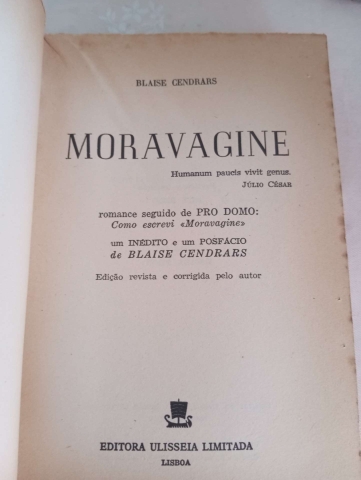 BLAISE CENDRARS
MORAVAGINE
Humanum paucis vivit genus.
JÚLIO CÉSAR
romance seguido de PRO DOMO:
Como escrevi «Moravagine»
um INÉDITO e um POSFÁCIO
de BLAISE CENDRARS
Edição revista e corrigida pelo autor
EDITORA ULISSEIA LIMITADA
LISBOA